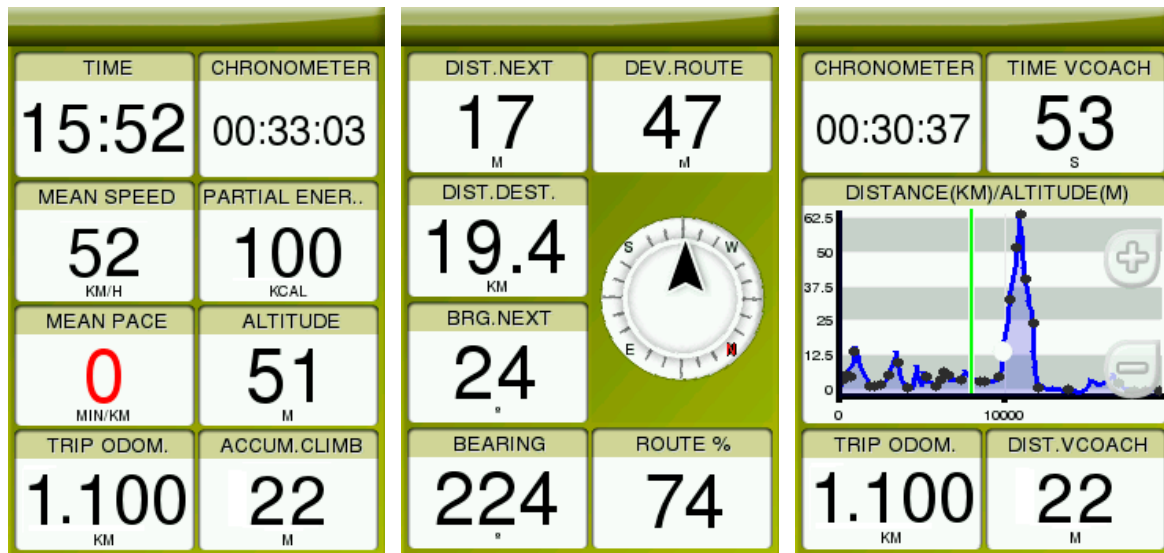 TIME CHRONOMETER
15:52 00:33:03
MEAN SPEED PARTIAL ENER..
52 100
KM/H KCAL
MEAN PACE ALTITUDE
0 51
MIN/KM M
TRIP ODOM. ACCUM.CLIMB
1.100 22
KM M
DIST.NEXT DEV.ROUTE
17 47
M M
DIST.DEST.
19.4
KM
S W
E N
BRG.NEXT
24
º
BEARING ROUTE %
224 74
º
CHRONOMETER TIME VCOACH
00:30:37 53
S
DISTANCE(KM)/ALTITUDE(M)
62.5
50
37.5
25
12.5
0
0 10000
TRIP ODOM. DIST.VCOACH
1.100 22
KM M